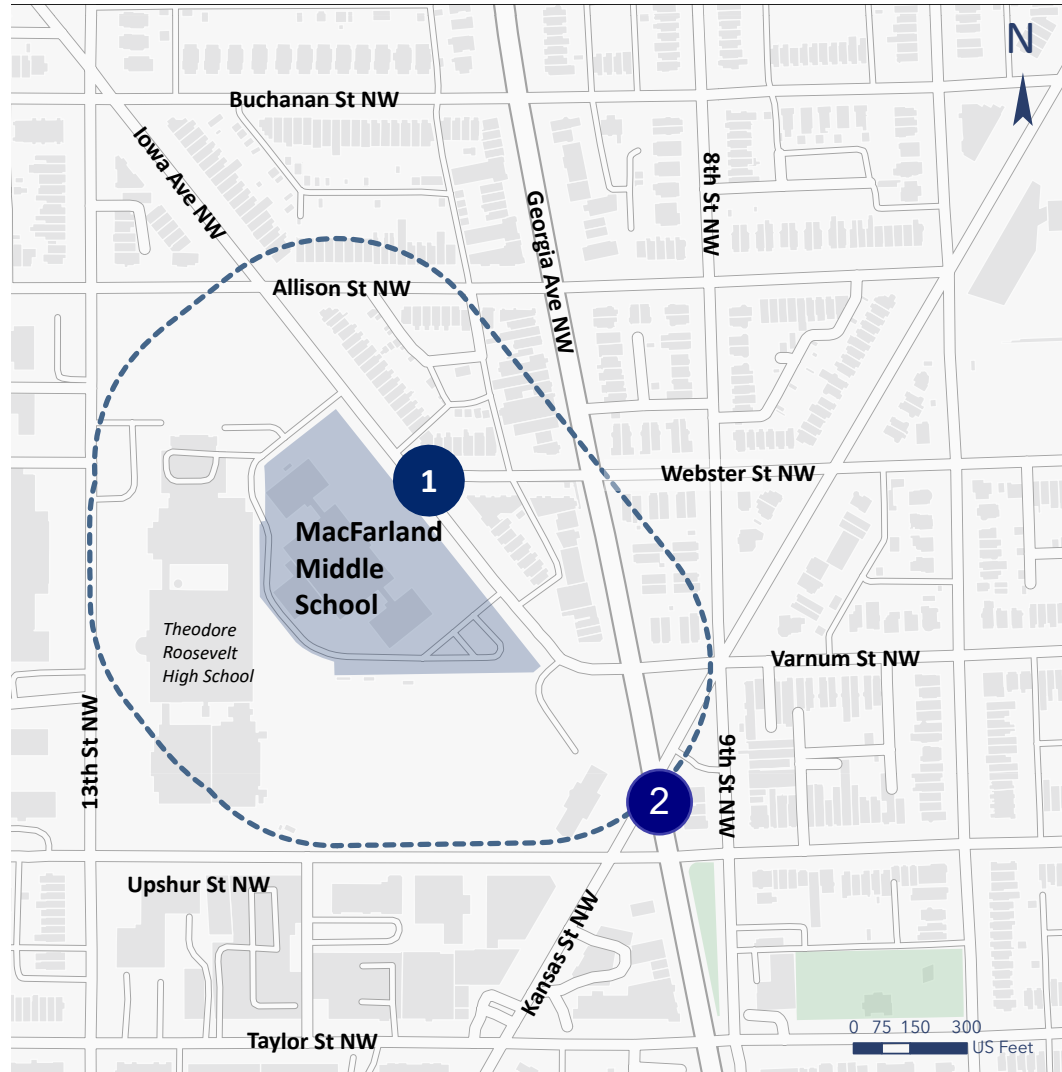 N
Buchanan St NW
Iowa Ave NW
8th St NW
Georgia Ave NW
Allison St NW
1
Webster St NW
MacFarland
Middle
School
Theodore
Roosevelt
High School
Varnum St NW
13th St NW
9th St NW
2
Upshur St NW
Kansas St NW
Taylor St NW
0 75 150 300
US Feet